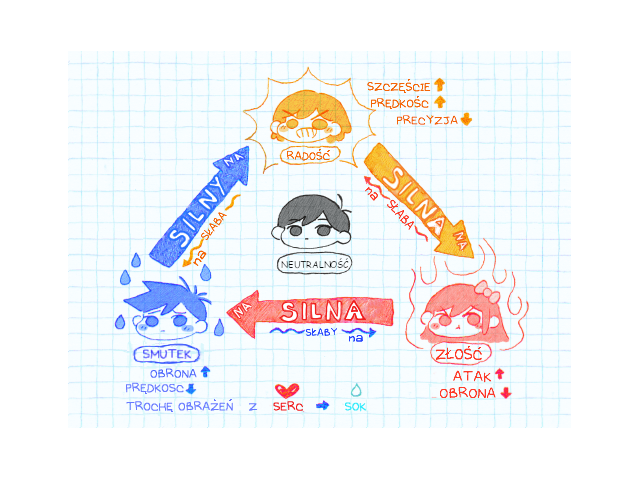 SZCZĘŚCIE
PRĘDKOŚĆ
PRECYZJA
RADOŚĆ
SILNY NA
na SŁABA
SILNA NA
na SŁABA
NEUTRALNOŚĆ
NA SILNA
SŁABY na
SMUTEK
OBRONA
PRĘDKOSC
TROCHĘ OBRAŻEŃ Z SERC SOK
ZŁOŚĆ
ATAK
OBRONA